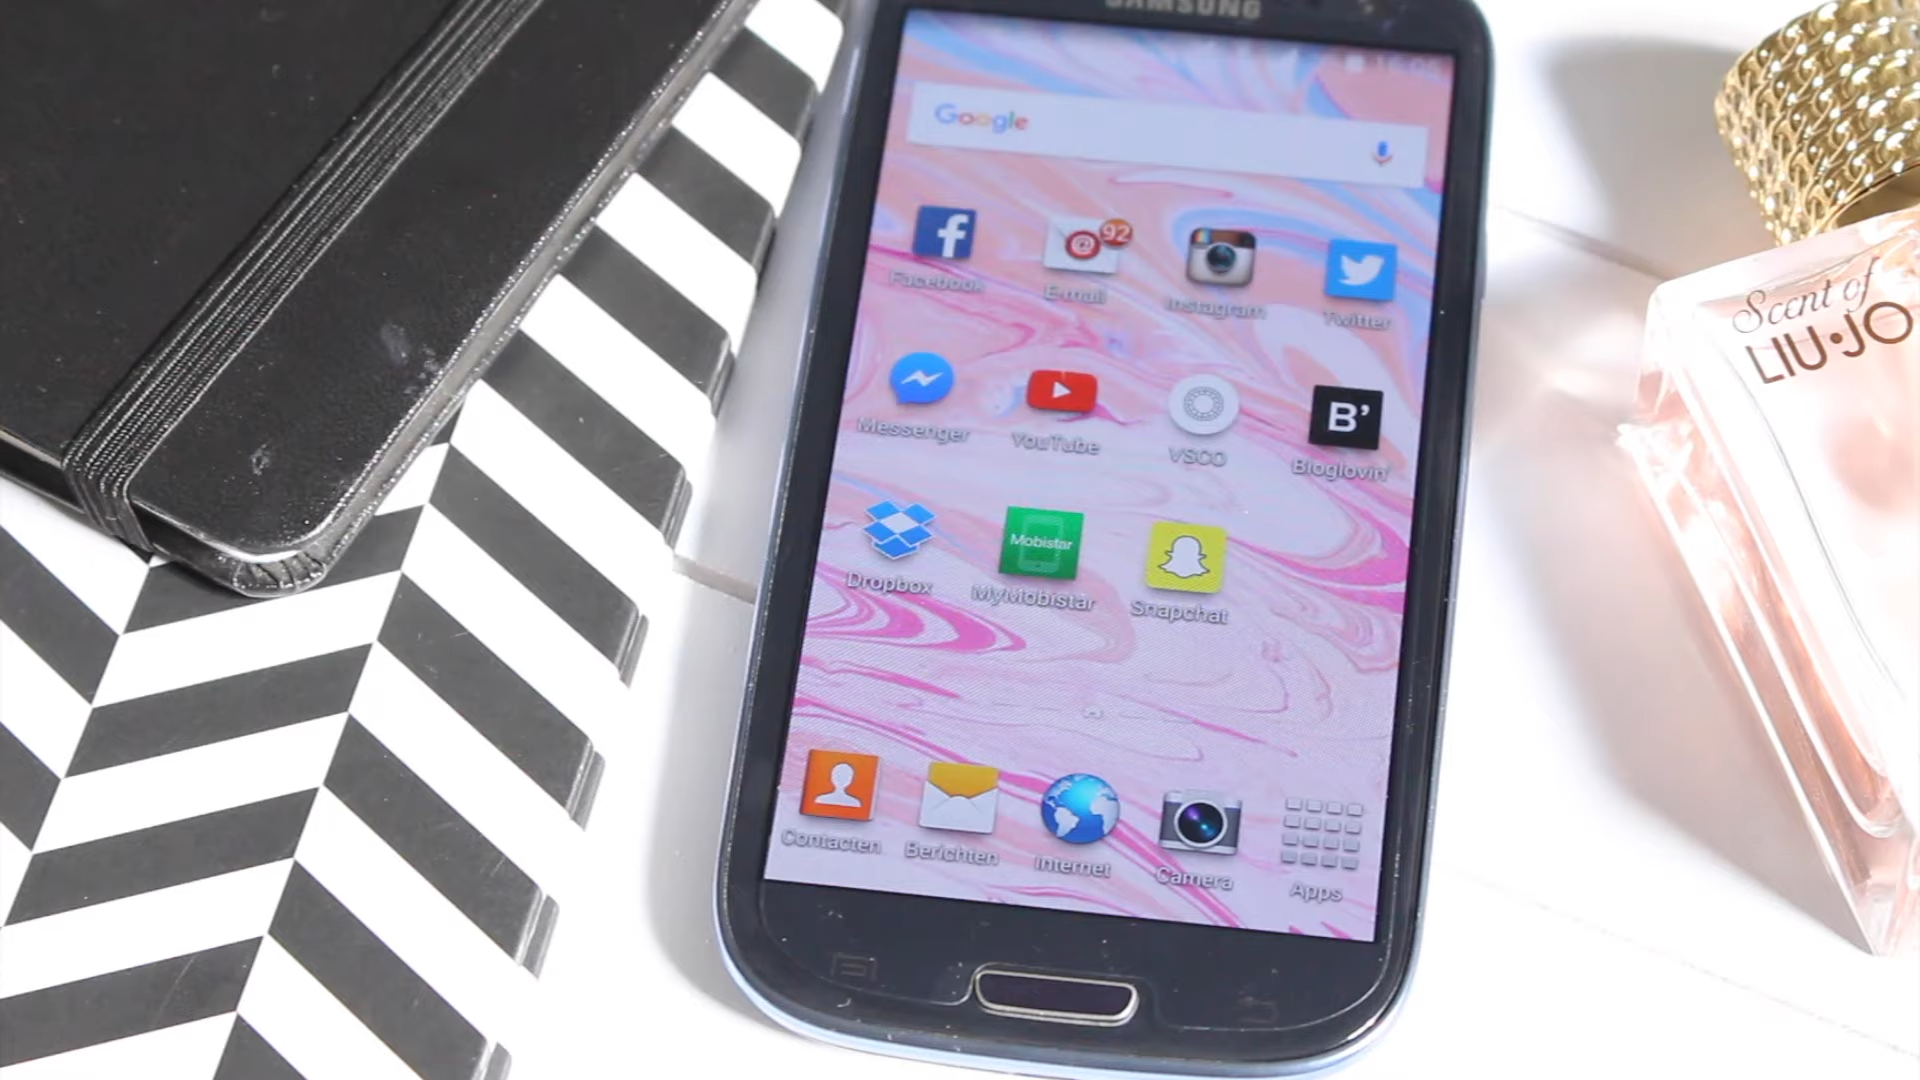 SAMSUNG
Google
92
Facebook
E-mail
Instagram
Twitter
B'
Messenger
YouTube
VSCO
Bloglovin'
Mobistar
Dropbox
MyMobistar
Snapchat
Contacten
Berichten
Internet
Camera
Apps
Scent of
LIU•JO